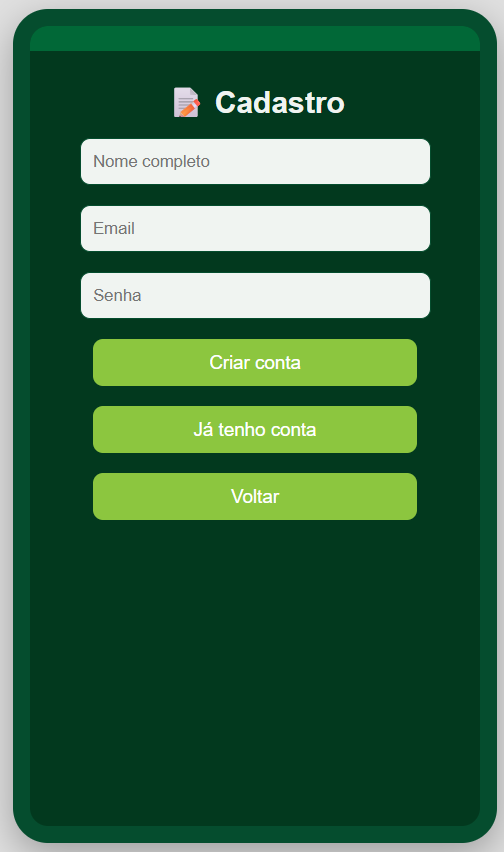 Cadastro
Nome completo
Email
Senha
Criar conta
Já tenho conta
Voltar